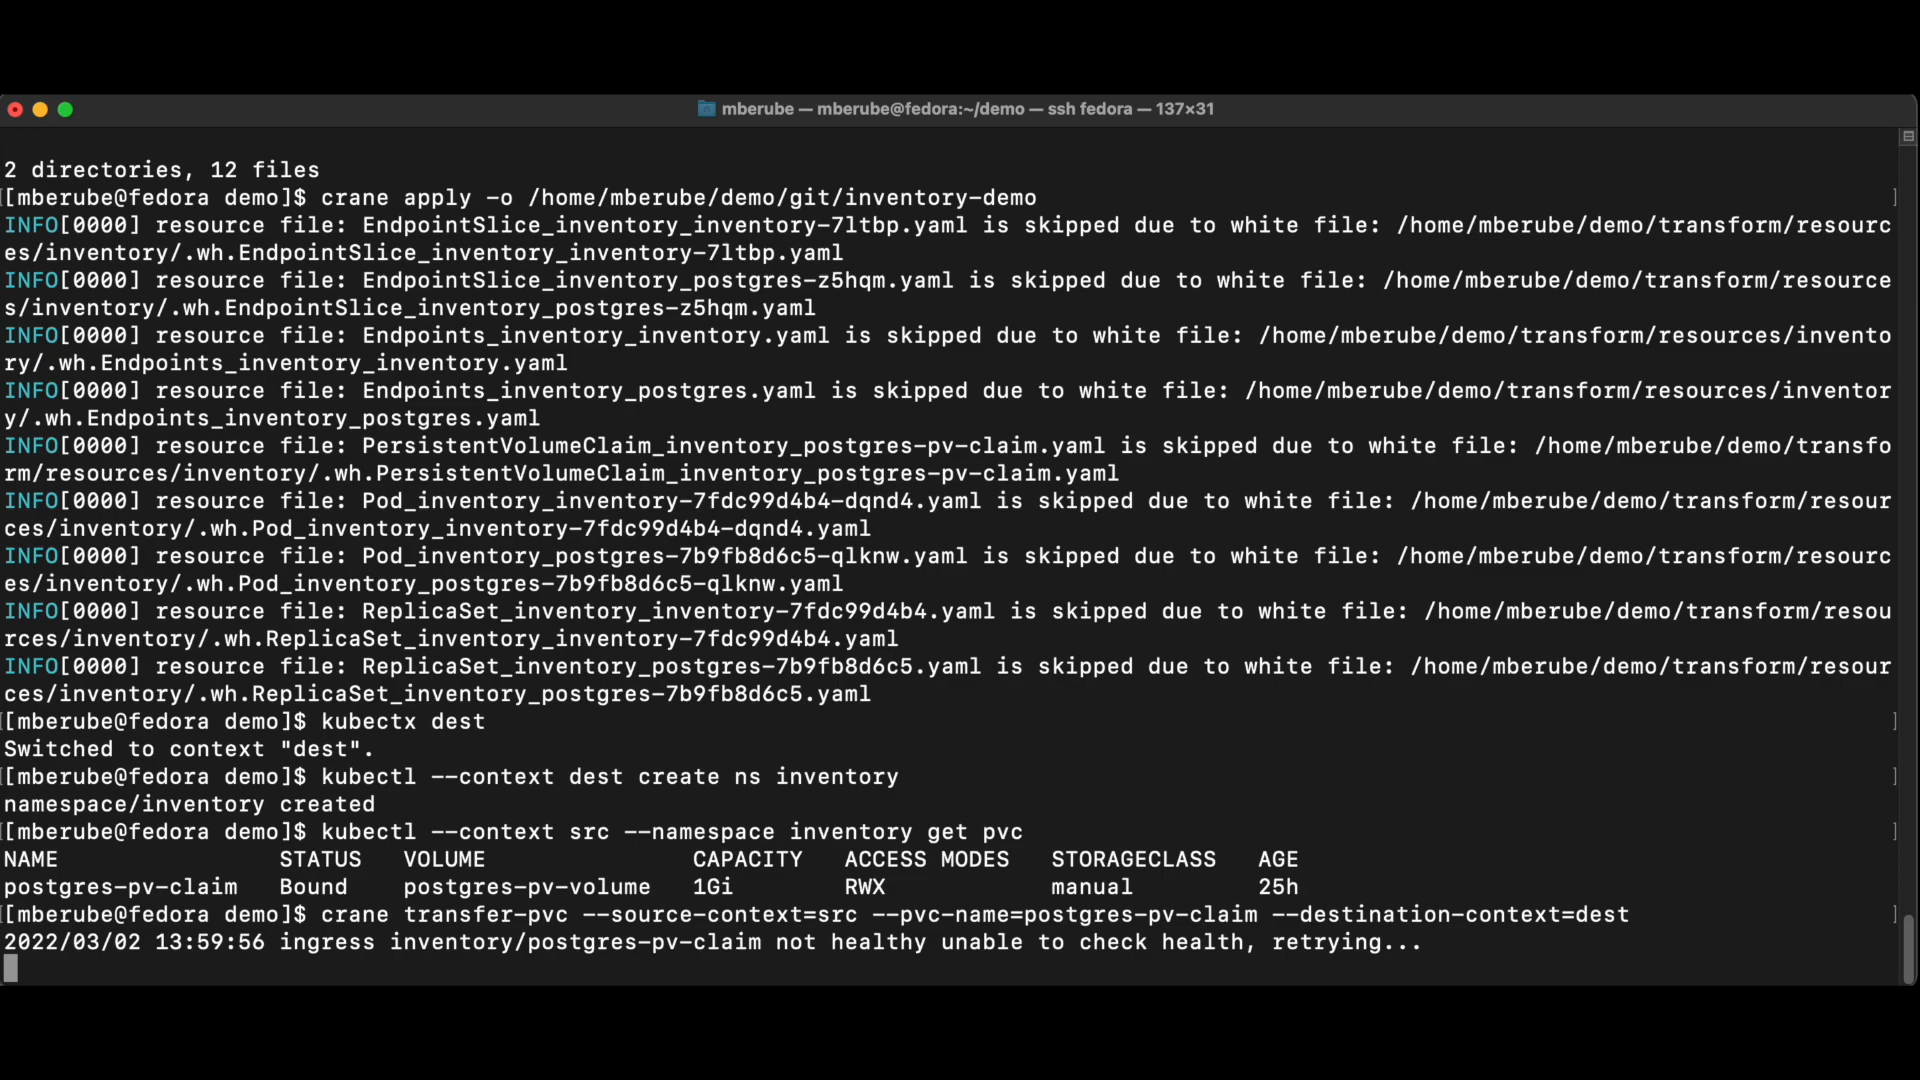 mberube — mberube@fedora:~/demo — ssh fedora — 137×31
2 directories, 12 files
[mberube@fedora demo]$ crane apply -o /home/mberube/demo/git/inventory-demo
INFO[0000] resource file: EndpointSlice_inventory_inventory-7ltbp.yaml is skipped due to white file: /home/mberube/demo/transform/resourc
es/inventory/.wh.EndpointSlice_inventory_inventory-7ltbp.yaml
INFO[0000] resource file: EndpointSlice_inventory_postgres-z5hqm.yaml is skipped due to white file: /home/mberube/demo/transform/resource
s/inventory/.wh.EndpointSlice_inventory_postgres-z5hqm.yaml
INFO[0000] resource file: Endpoints_inventory_inventory.yaml is skipped due to white file: /home/mberube/demo/transform/resources/invento
ry/.wh.Endpoints_inventory_inventory.yaml
INFO[0000] resource file: Endpoints_inventory_postgres.yaml is skipped due to white file: /home/mberube/demo/transform/resources/inventor
y/.wh.Endpoints_inventory_postgres.yaml
INFO[0000] resource file: PersistentVolumeClaim_inventory_postgres-pv-claim.yaml is skipped due to white file: /home/mberube/demo/transfo
rm/resources/inventory/.wh.PersistentVolumeClaim_inventory_postgres-pv-claim.yaml
INFO[0000] resource file: Pod_inventory_inventory-7fdc99d4b4-dqnd4.yaml is skipped due to white file: /home/mberube/demo/transform/resour
ces/inventory/.wh.Pod_inventory_inventory-7fdc99d4b4-dqnd4.yaml
INFO[0000] resource file: Pod_inventory_postgres-7b9fb8d6c5-qlknw.yaml is skipped due to white file: /home/mberube/demo/transform/resourc
es/inventory/.wh.Pod_inventory_postgres-7b9fb8d6c5-qlknw.yaml
INFO[0000] resource file: ReplicaSet_inventory_inventory-7fdc99d4b4.yaml is skipped due to white file: /home/mberube/demo/transform/resou
rces/inventory/.wh.ReplicaSet_inventory_inventory-7fdc99d4b4.yaml
INFO[0000] resource file: ReplicaSet_inventory_postgres-7b9fb8d6c5.yaml is skipped due to white file: /home/mberube/demo/transform/resour
ces/inventory/.wh.ReplicaSet_inventory_postgres-7b9fb8d6c5.yaml
[mberube@fedora demo]$ kubectx dest
Switched to context "dest".
[mberube@fedora demo]$ kubectl --context dest create ns inventory
namespace/inventory created
[mberube@fedora demo]$ kubectl --context src --namespace inventory get pvc
NAME STATUS VOLUME CAPACITY ACCESS MODES STORAGECLASS AGE
postgres-pv-claim Bound postgres-pv-volume 1Gi RWX manual 25h
[mberube@fedora demo]$ crane transfer-pvc --source-context=src --pvc-name=postgres-pv-claim --destination-context=dest
2022/03/02 13:59:56 ingress inventory/postgres-pv-claim not healthy unable to check health, retrying...